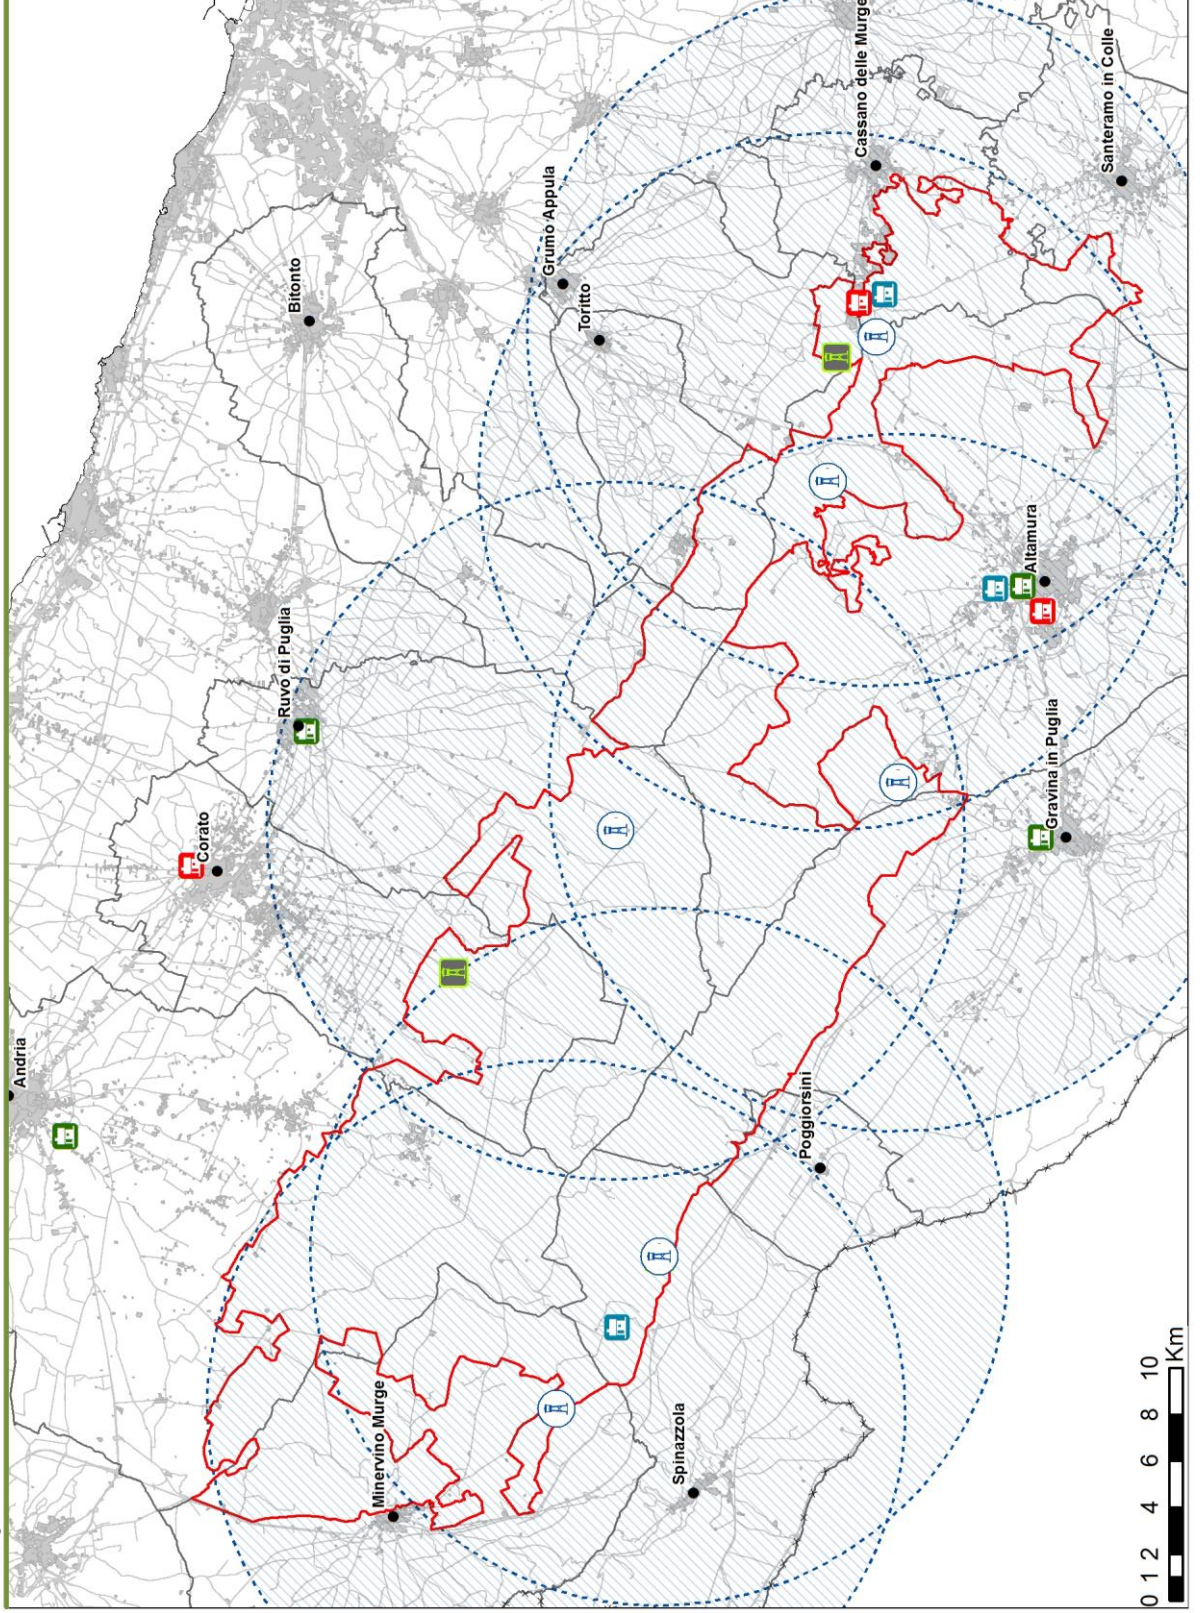 Andria
Corato
Ruvo di Puglia
Bitonto
Grumo Appula
Toritto
Cassano delle Murge
Santeramo in Colle
Altamura
Gravina in Puglia
Poggiorsini
Minervino Murge
Spinazzola
0 1 2 4 6 8 10
Km